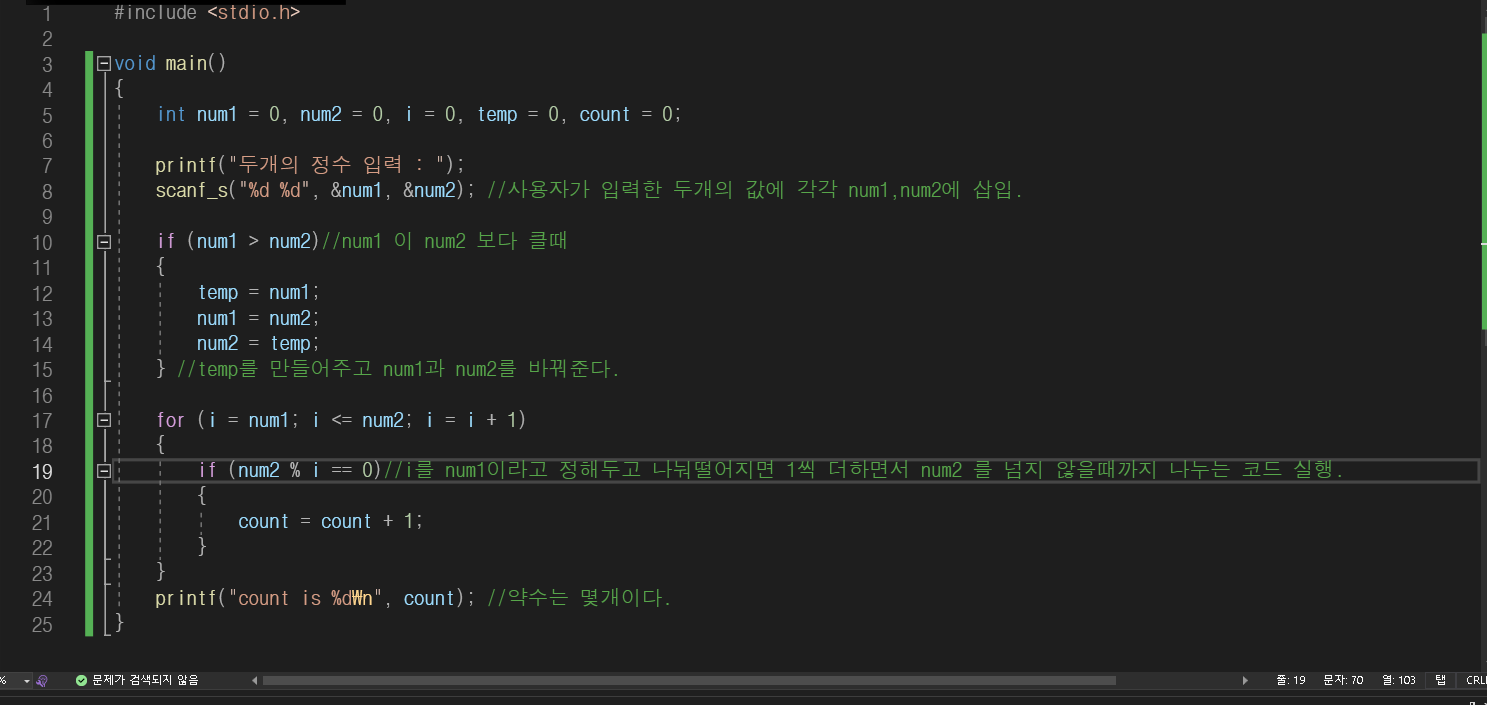 1 #include <stdio.h>
2
3 void main()
4 {
5 int num1 = 0, num2 = 0, i = 0, temp = 0, count = 0;
6
7 printf("두개의 정수 입력 : ");
8 scanf_s("%d %d", &num1, &num2); //사용자가 입력한 두개의 값에 각각 num1,num2에 삽입.
9
10 if (num1 > num2)//num1 이 num2 보다 클때
11 {
12 temp = num1;
13 num1 = num2;
14 num2 = temp;
15 } //temp를 만들어주고 num1과 num2를 바꿔준다.
16
17 for (i = num1; i <= num2; i = i + 1)
18 {
19 if (num2 % i == 0)//i를 num1이라고 정해두고 나눠떨어지면 1씩 더하면서 num2 를 넘지 않을때까지 나누는 코드 실행.
20 {
21 count = count + 1;
22 }
23 }
24 printf("count is %d₩n", count); //약수는 몇개이다.
25 }
% 문제가 검색되지 않음 줄: 19 문자: 70 열: 103 탭 CRL